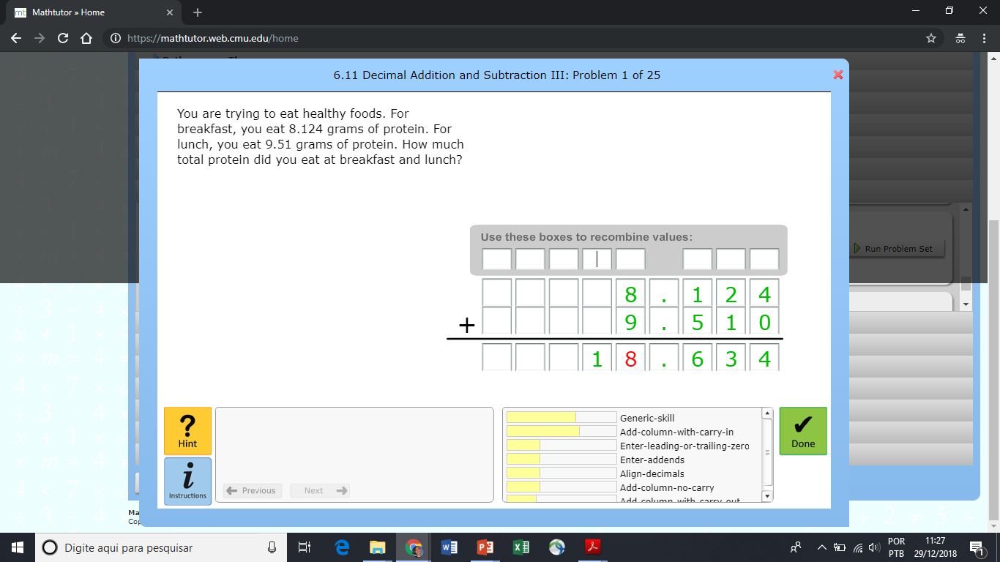 Mathtutor » Home
https://mathtutor.web.cmu.edu/home
6.11 Decimal Addition and Subtraction III: Problem 1 of 25
You are trying to eat healthy foods. For
breakfast, you eat 8.124 grams of protein. For
lunch, you eat 9.51 grams of protein. How much
total protein did you eat at breakfast and lunch?
Use these boxes to recombine values:
8 . 1 2 4
+ 9 . 5 1 0
1 8 . 6 3 4
Run Problem Set
? Hint
i Instructions
Previous
Next
Generic-skill
Add-column-with-carry-in
Enter-leading-or-trailing-zero
Enter-addends
Align-decimals
Add-column-no-carry
Add-column-with-carry-out
Done
Digite aqui para pesquisar
POR
PTB
11:27
29/12/2018
1